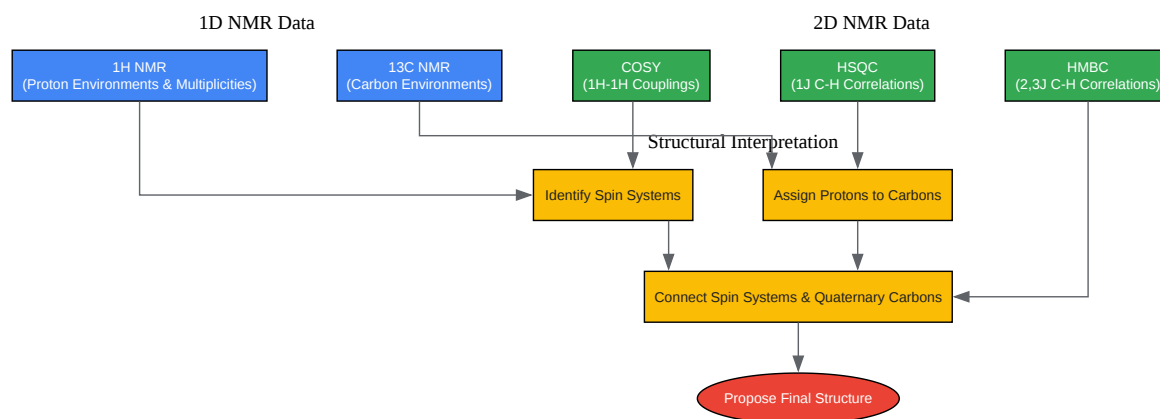 1D NMR Data
2D NMR Data
1H NMR
(Proton Environments & Multiplicities)
13C NMR
(Carbon Environments)
COSY
(1H-1H Couplings)
HSQC
(1J C-H Correlations)
HMBC
(2,3J C-H Correlations)
Structural Interpretation
Identify Spin Systems
Assign Protons to Carbons
Connect Spin Systems & Quaternary Carbons
Propose Final Structure